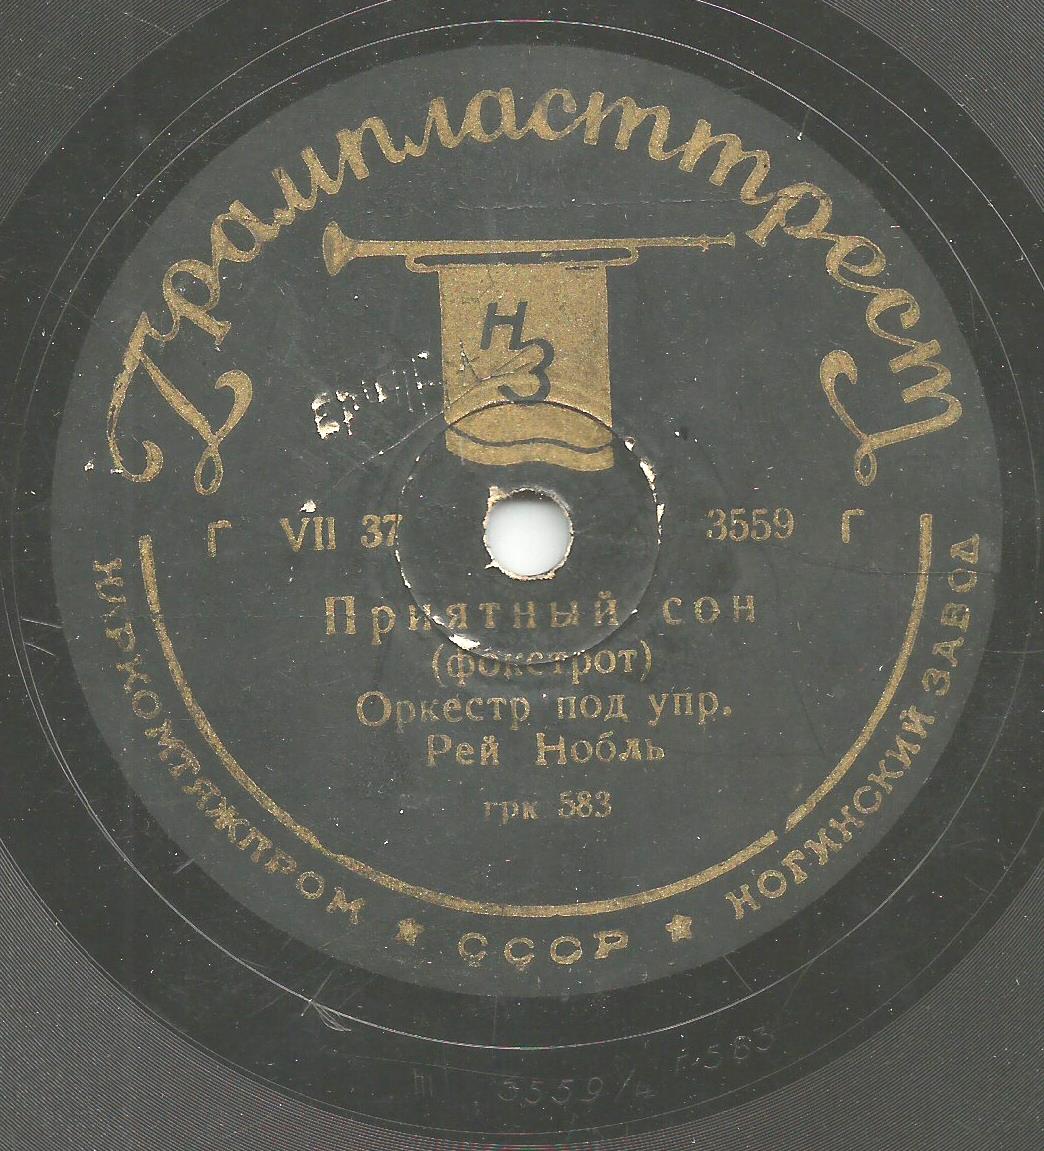 Грампласттрест
НЗ
Г VII 37 3559 Г
Приятный сон
(фокстрот)
Оркестр под упр.
Рей Нобль
грк 583
НАРКОМТЯЖПРОМ ★ СССР ★ НОГИНСКИЙ ЗАВОД
3559/4 Г-583